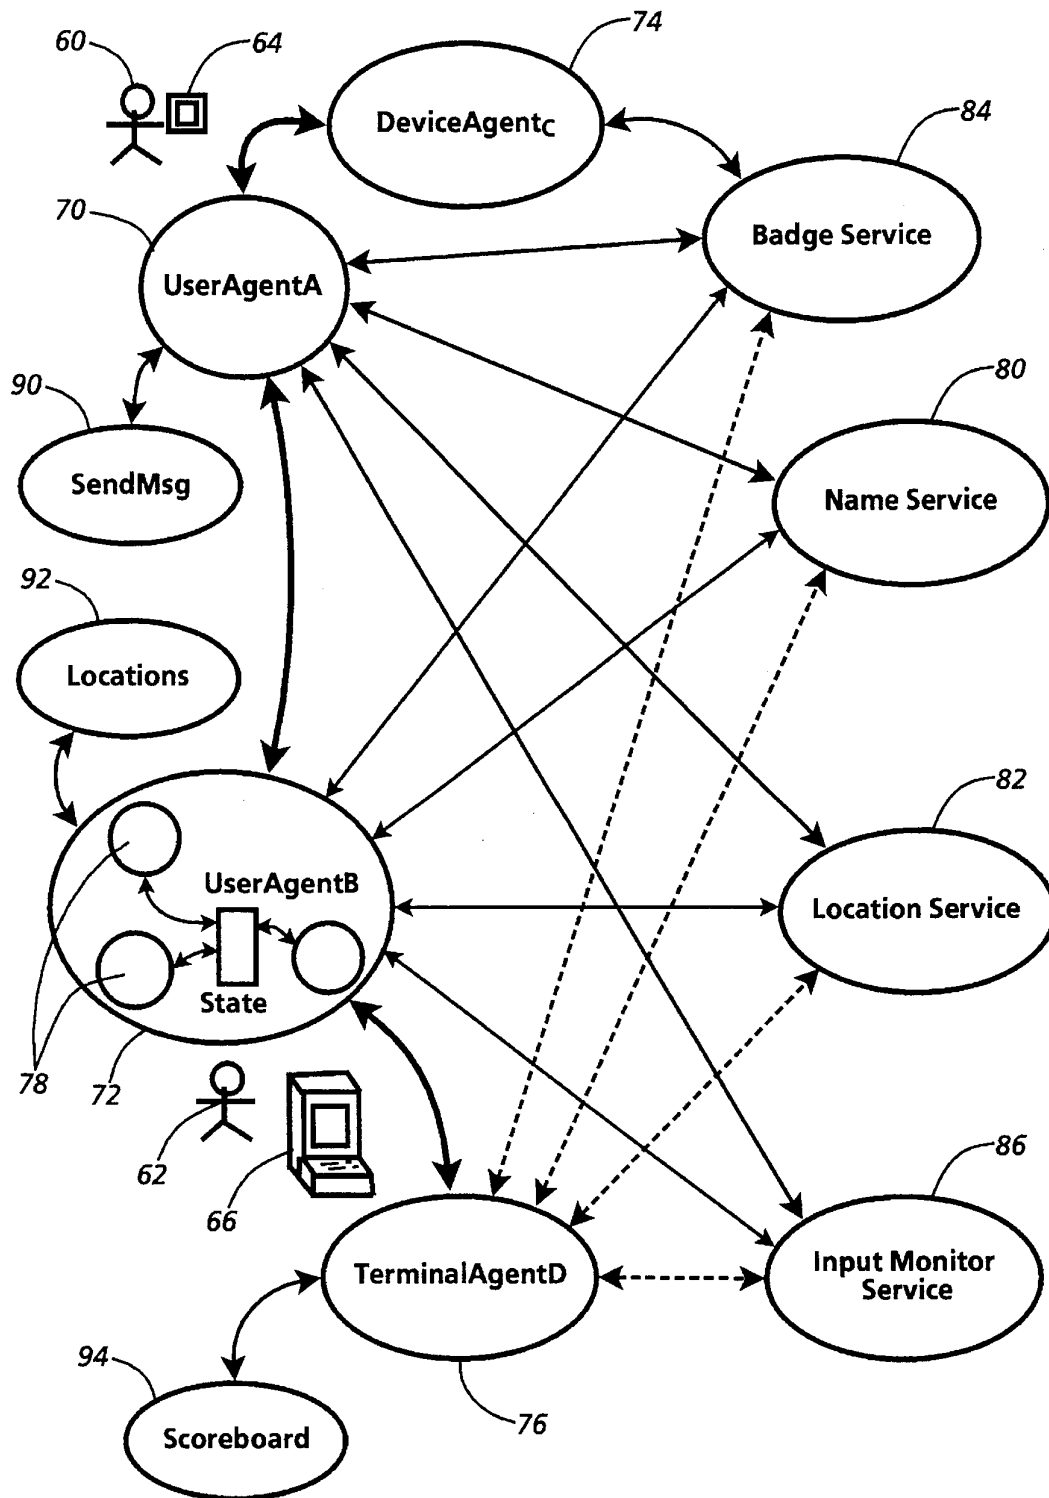 60
64
74
DeviceAgentC
84
70
UserAgentA
Badge Service
90
80
SendMsg
Name Service
92
Locations
82
UserAgentB
Location Service
State
78
72
62
66
86
TerminalAgentD
Input Monitor
Service
94
76
Scoreboard